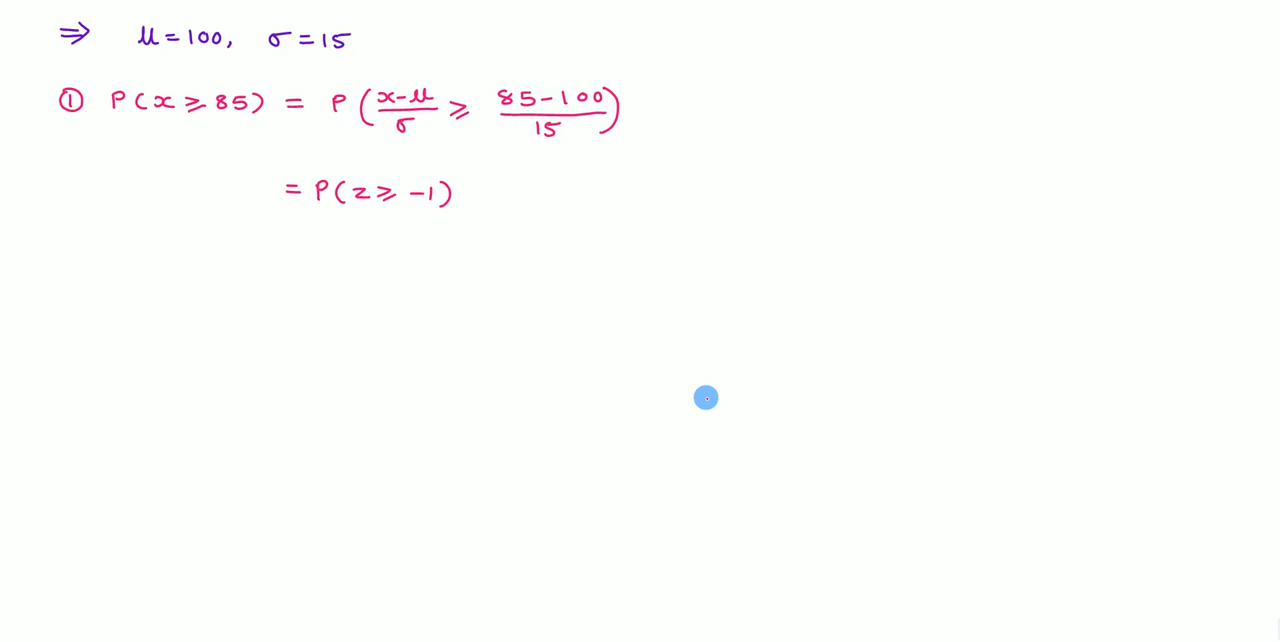 ⇒ μ = 100, σ = 15
① P(x ⩾ 85) = P((x-μ)/σ ⩾ (85-100)/15)
= P(z ⩾ -1)